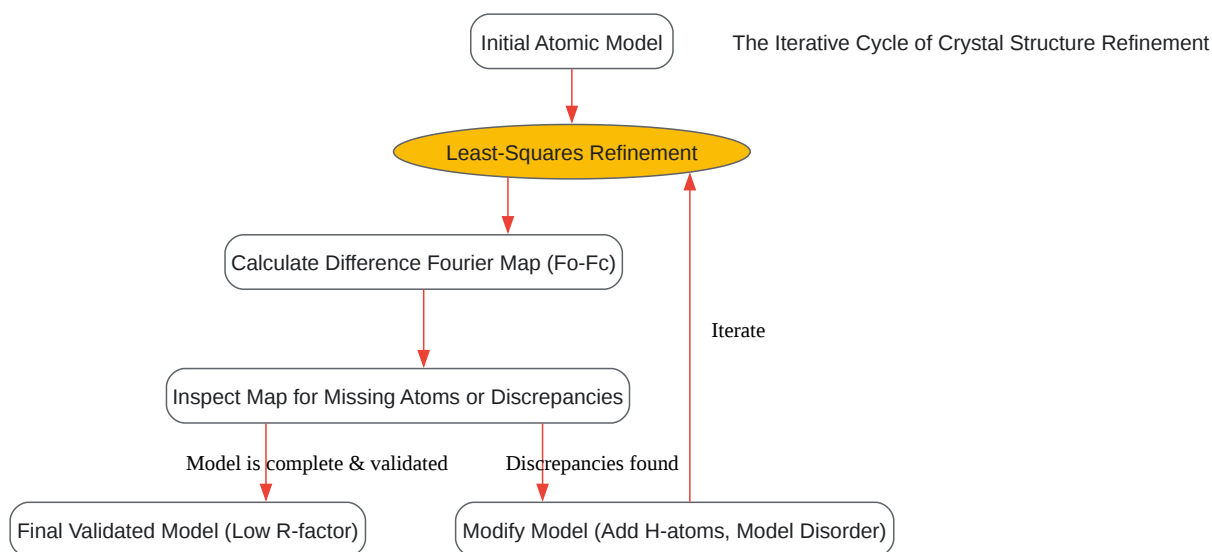 Initial Atomic Model
The Iterative Cycle of Crystal Structure Refinement
Least-Squares Refinement
Calculate Difference Fourier Map (Fo-Fc)
Iterate
Inspect Map for Missing Atoms or Discrepancies
Model is complete & validated
Discrepancies found
Final Validated Model (Low R-factor)
Modify Model (Add H-atoms, Model Disorder)